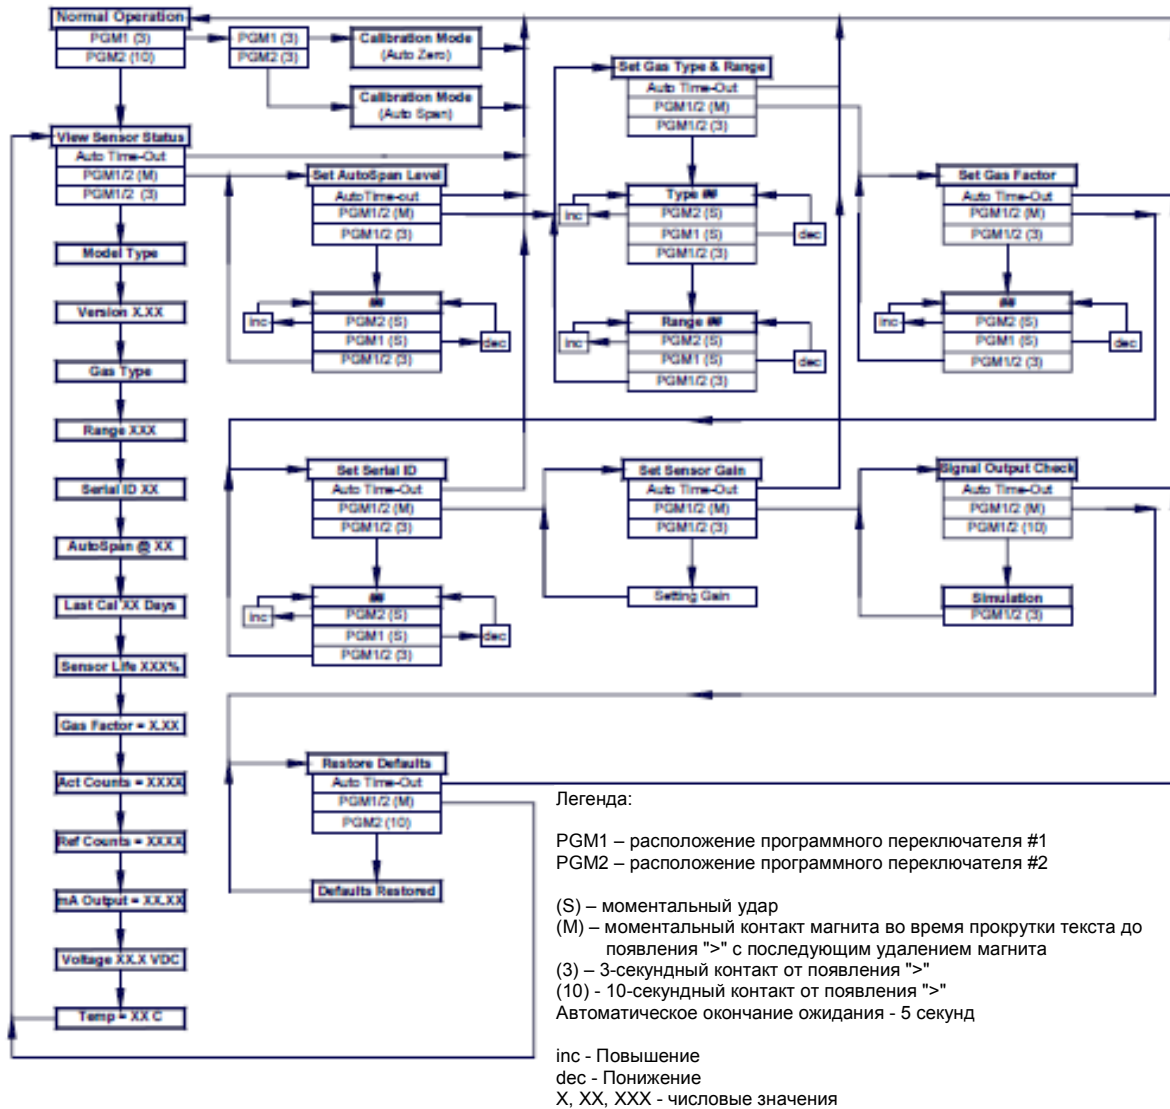 Normal Operation
PGM1 (3)
PGM2 (10)
PGM1 (3)
PGM2 (3)
Calibration Mode
(Auto Zero)
Calibration Mode
(Auto Span)
View Sensor Status
Auto Time-Out
PGM1/2 (M)
PGM1/2 (3)
Model Type
Version X.XX
Gas Type
Range XXX
Serial ID XX
AutoSpan @ XX
Last Cal XX Days
Sensor Life XXX%
Gas Factor = X.XX
Act Counts = XXXX
Ref Counts = XXXX
mA Output = XX.XX
Voltage XX.X VDC
Temp = XX C
Set AutoSpan Level
AutoTime-out
PGM1/2 (M)
PGM1/2 (3)
##
inc
PGM2 (S)
PGM1 (S)
dec
PGM1/2 (3)
Set Gas Type & Range
Auto Time-Out
PGM1/2 (M)
PGM1/2 (3)
Type ##
inc
PGM2 (S)
PGM1 (S)
dec
PGM1/2 (3)
Range ##
inc
PGM2 (S)
PGM1 (S)
dec
PGM1/2 (3)
Set Gas Factor
Auto Time-Out
PGM1/2 (M)
PGM1/2 (3)
##
inc
PGM2 (S)
PGM1 (S)
dec
PGM1/2 (3)
Set Serial ID
Auto Time-Out
PGM1/2 (M)
PGM1/2 (3)
##
inc
PGM2 (S)
PGM1 (S)
dec
PGM1/2 (3)
Set Sensor Gain
Auto Time-Out
PGM1/2 (M)
PGM1/2 (3)
Setting Gain
Signal Output Check
Auto Time-Out
PGM1/2 (M)
PGM1/2 (10)
Simulation
PGM1/2 (3)
Restore Defaults
Auto Time-Out
PGM1/2 (M)
PGM2 (10)
Defaults Restored
Легенда:
PGM1 – расположение программного переключателя #1
PGM2 – расположение программного переключателя #2
(S) – моментальный удар
(M) – моментальный контакт магнита во время прокрутки текста до
появления ">" с последующим удалением магнита
(3) – 3-секундный контакт от появления ">"
(10) - 10-секундный контакт от появления ">"
Автоматическое окончание ожидания - 5 секунд
inc - Повышение
dec - Понижение
X, XX, XXX - числовые значения